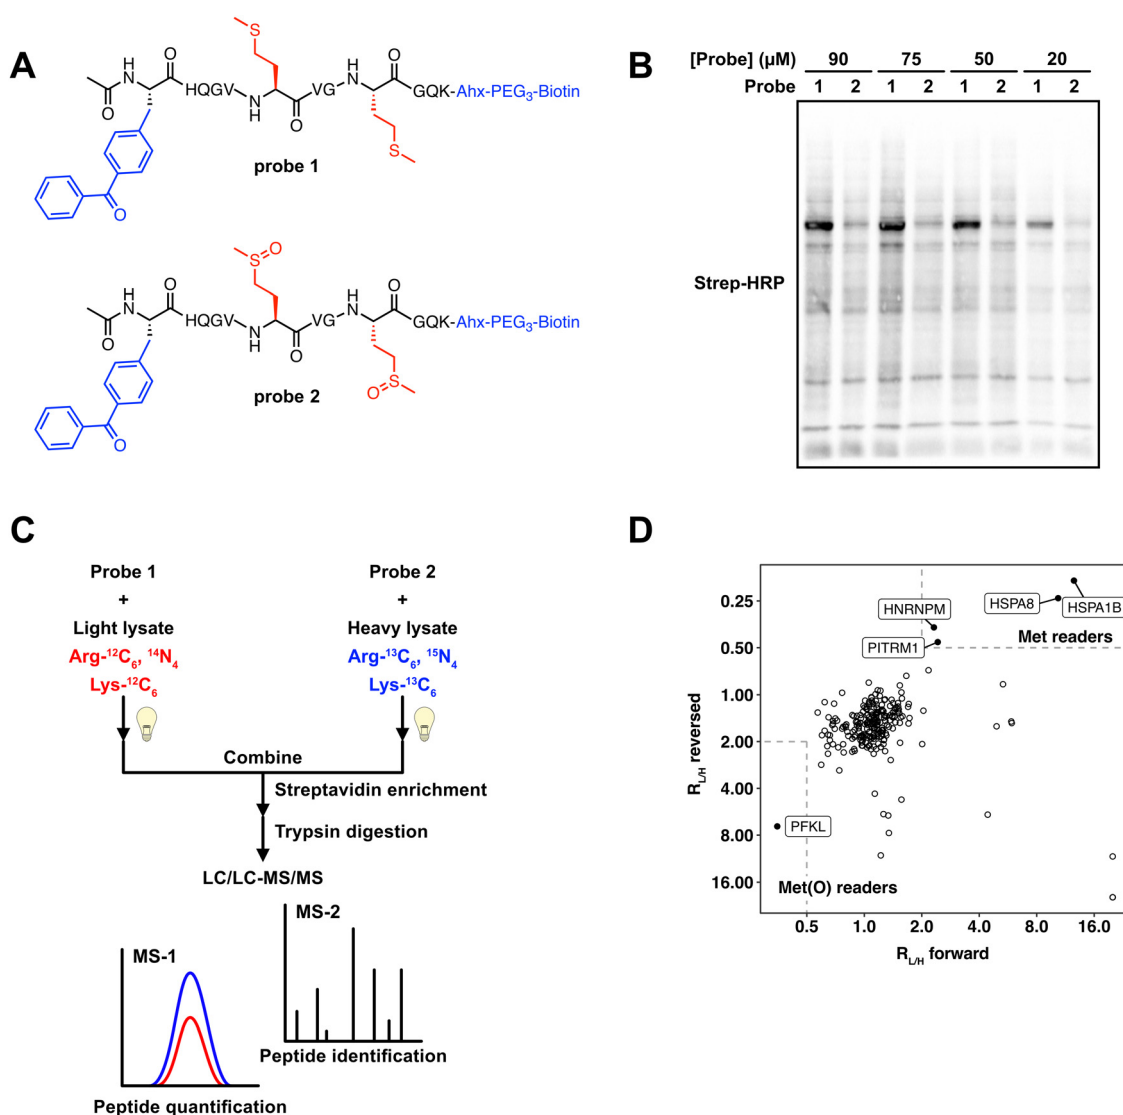 A
S
O
N
H
HQGV
N
H
O
VG
H
N
O
GQK-Ahx-PEG3-Biotin
O
S
O
probe 1
S
O
O
N
H
HQGV
N
H
O
VG
H
N
O
GQK-Ahx-PEG3-Biotin
O
O
S
O
probe 2
B
[Probe] (µM) 90 75 50 20
Probe 1 2 1 2 1 2 1 2
Strep-HRP
C
Probe 1
+
Light lysate
Arg-¹²C₆, ¹⁴N₄
Lys-¹²C₆
Probe 2
+
Heavy lysate
Arg-¹³C₆, ¹⁵N₄
Lys-¹³C₆
Combine
Streptavidin enrichment
Trypsin digestion
LC/LC-MS/MS
MS-1
Peptide quantification
MS-2
Peptide identification
D
R L/H reversed
0.25
0.50
1.00
2.00
4.00
8.00
16.00
HNRNPM
HSPA8
HSPA1B
PITRM1
Met readers
PFKL
Met(O) readers
0.5 1.0 2.0 4.0 8.0 16.0
R L/H forward